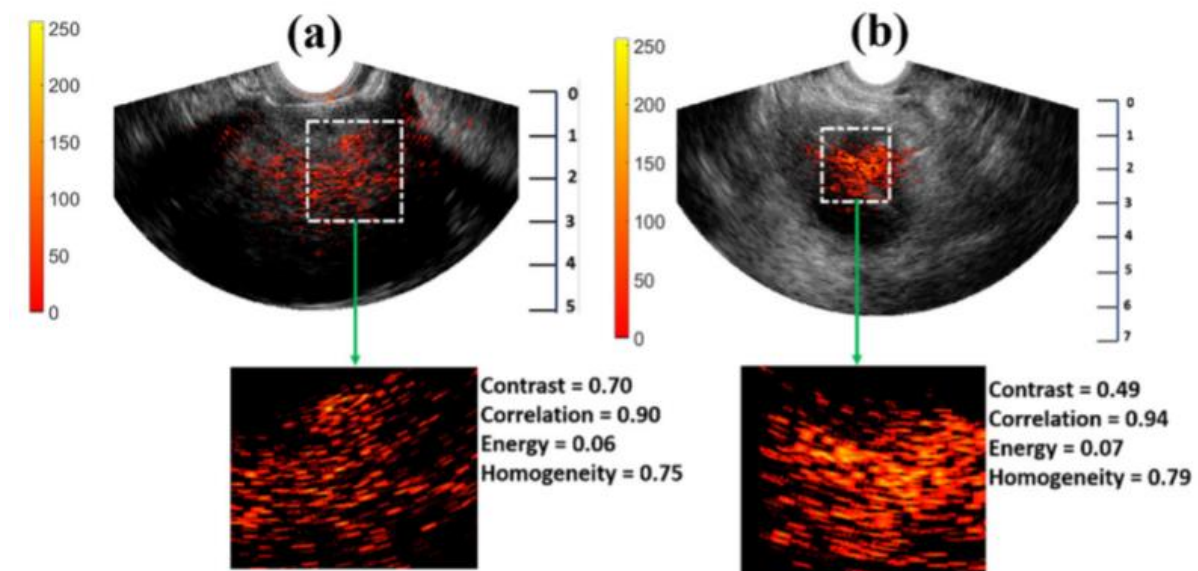 (a)
250
200
150
100
50
0
0
1
2
3
4
5
Contrast = 0.70
Correlation = 0.90
Energy = 0.06
Homogeneity = 0.75
(b)
250
200
150
100
50
0
0
1
2
3
4
5
6
7
Contrast = 0.49
Correlation = 0.94
Energy = 0.07
Homogeneity = 0.79